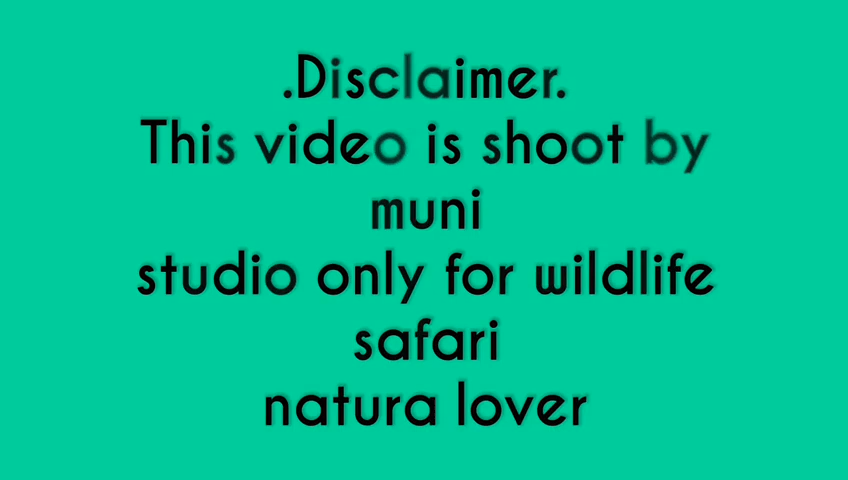 .Disclaimer.
This video is shoot by
muni
studio only for wildlife
safari
natura lover